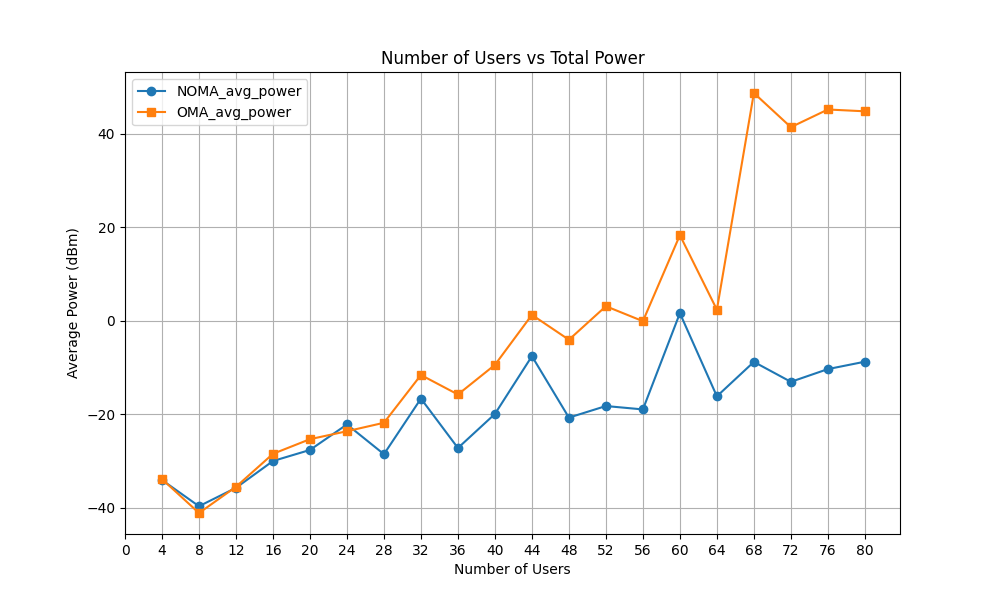 Number of Users vs Total Power
NOMA_avg_power
OMA_avg_power
Average Power (dBm)
40
20
0
−20
−40
0 4 8 12 16 20 24 28 32 36 40 44 48 52 56 60 64 68 72 76 80
Number of Users